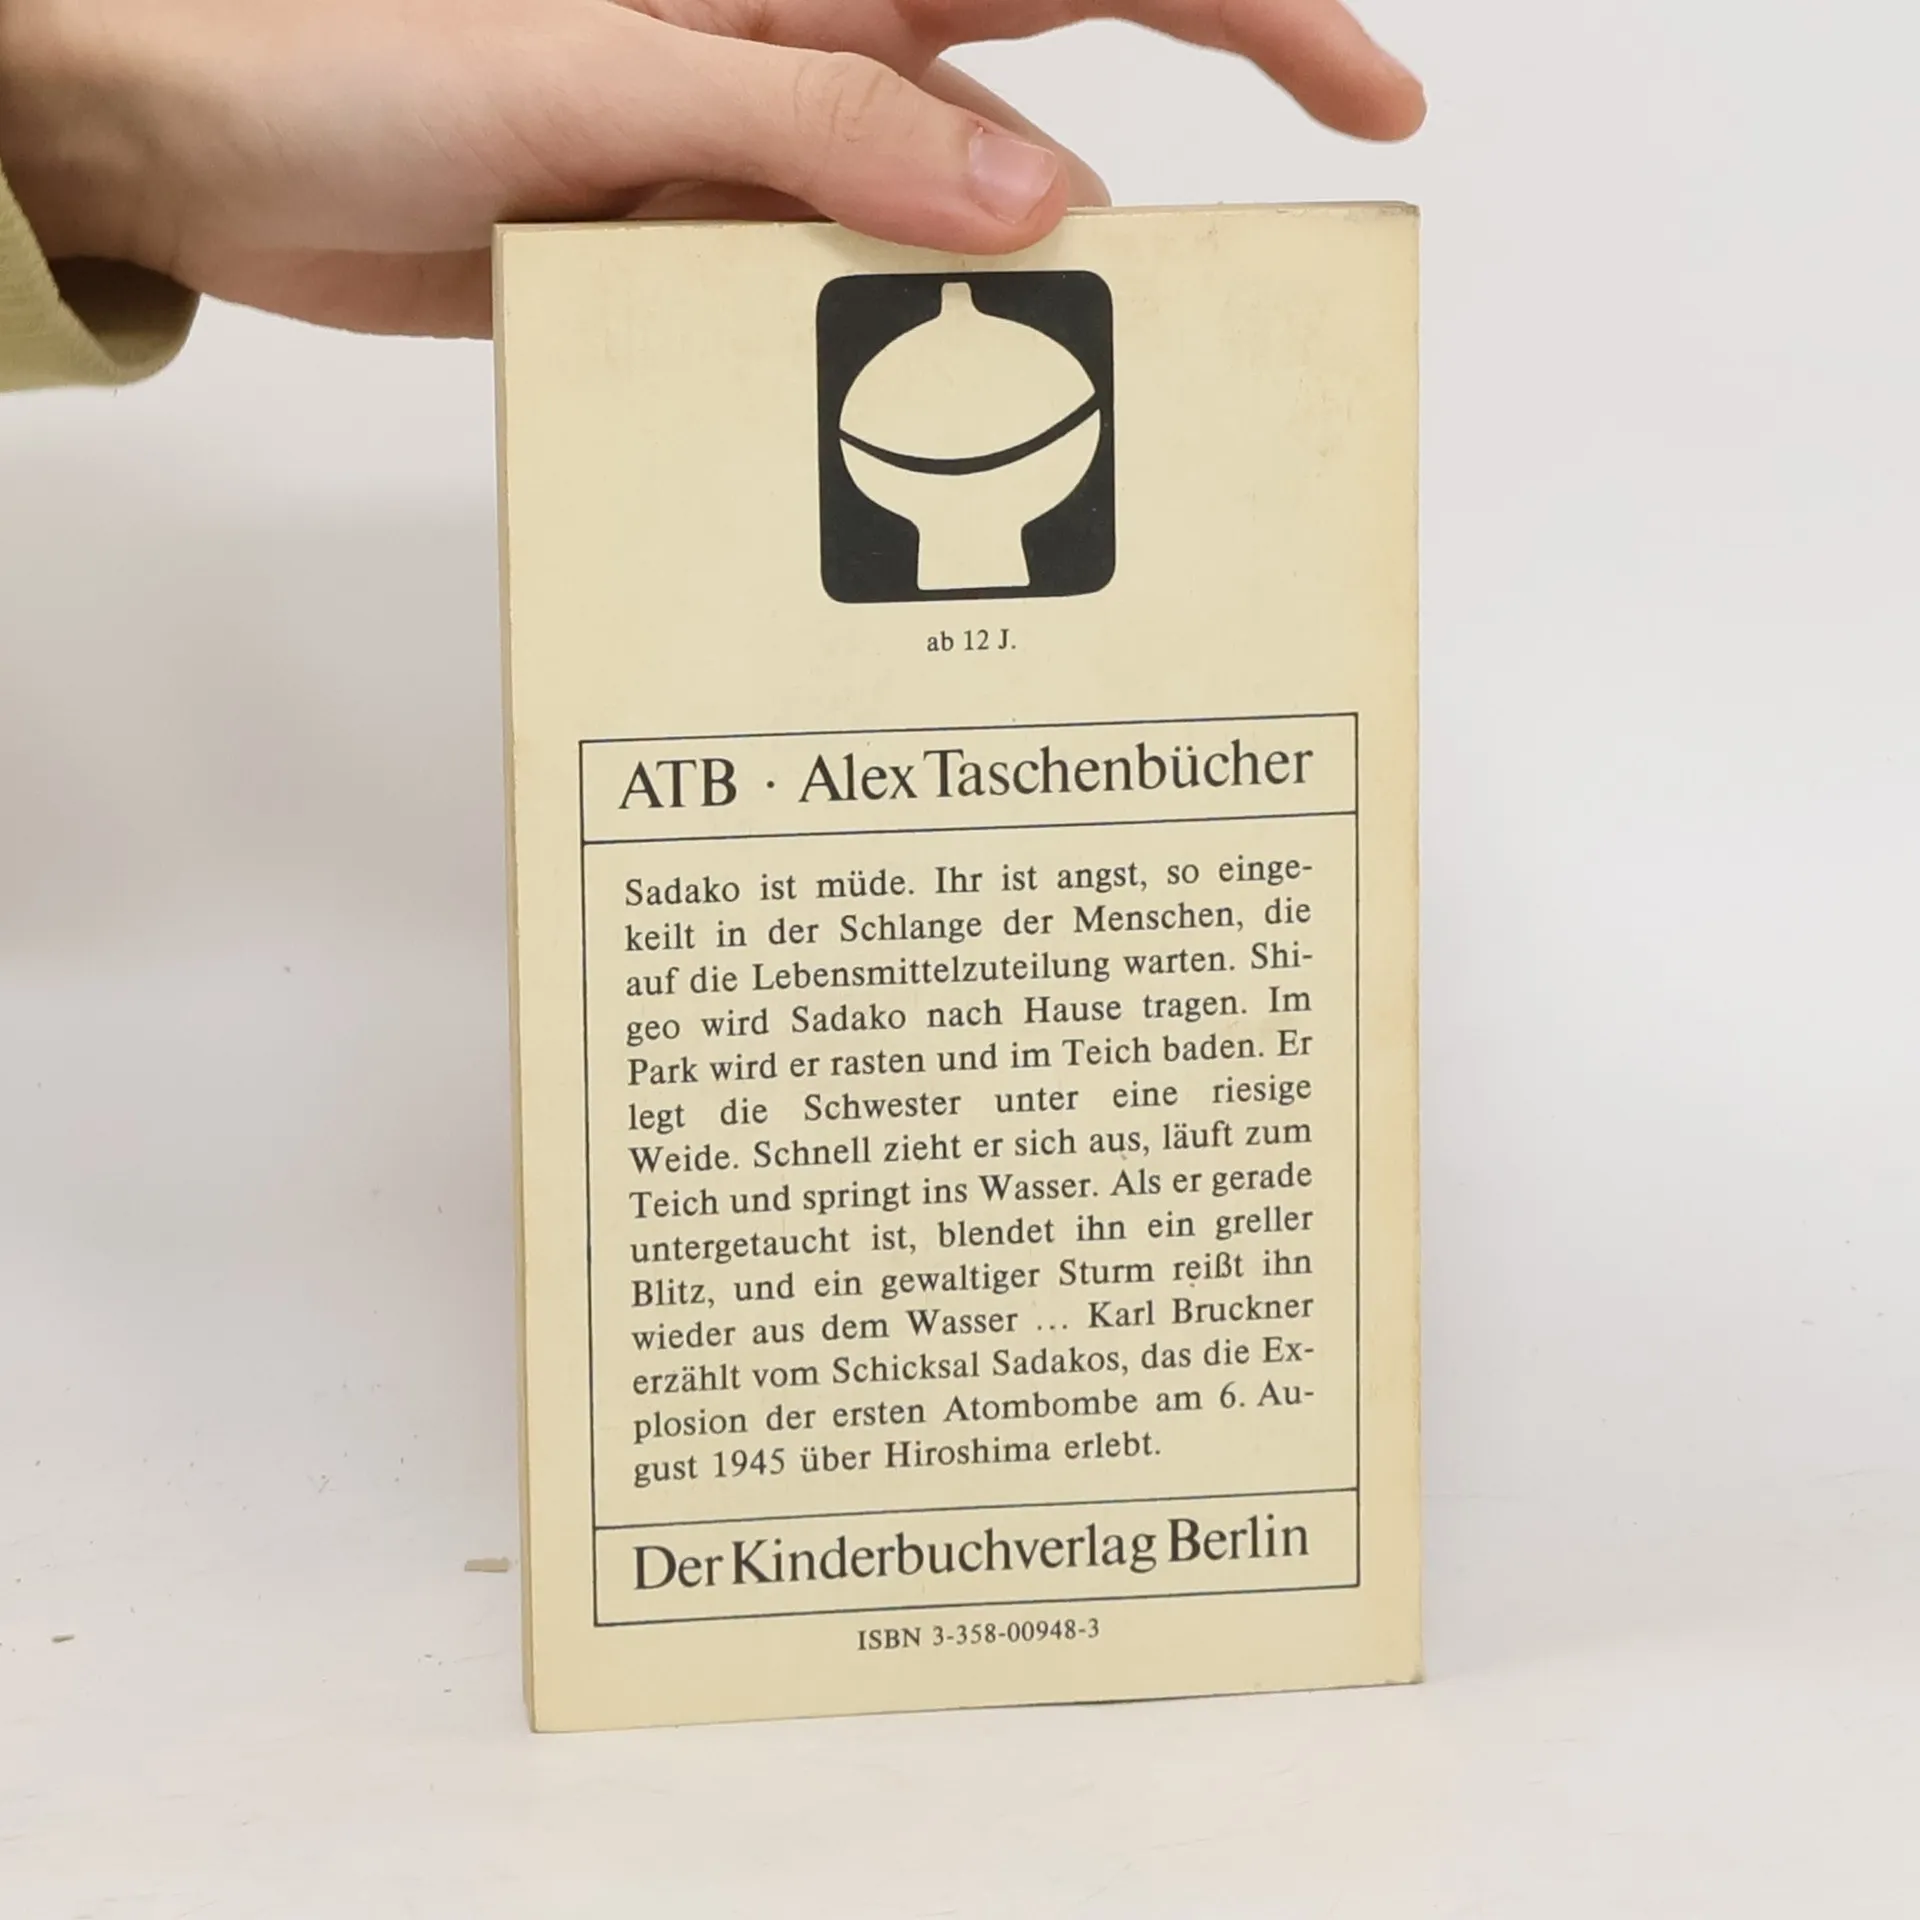 ab 12 J.
ATB · Alex Taschenbücher
Sadako ist müde. Ihr ist angst, so einge-
keilt in der Schlange der Menschen, die
auf die Lebensmittelzuteilung warten. Shi-
geo wird Sadako nach Hause tragen. Im
Park wird er rasten und im Teich baden. Er
legt die Schwester unter eine riesige
Weide. Schnell zieht er sich aus, läuft zum
Teich und springt ins Wasser. Als er gerade
untergetaucht ist, blendet ihn ein greller
Blitz, und ein gewaltiger Sturm reißt ihn
wieder aus dem Wasser ... Karl Bruckner
erzählt vom Schicksal Sadakos, das die Ex-
plosion der ersten Atombombe am 6. Au-
gust 1945 über Hiroshima erlebt.
Der Kinderbuchverlag Berlin
ISBN 3-358-00948-3